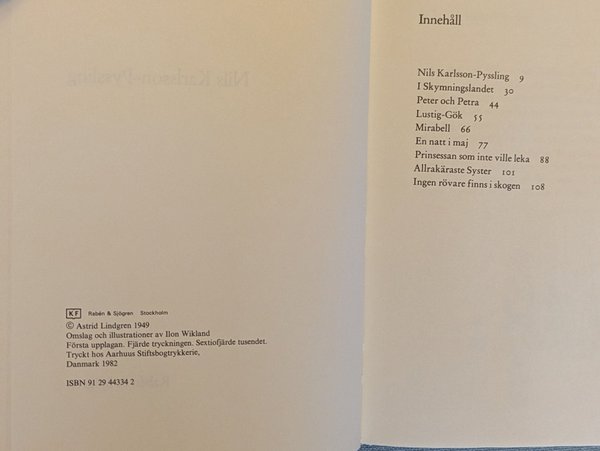 Nils Karlsson-Pyssling
KF Rabén & Sjögren Stockholm
© Astrid Lindgren 1949
Omslag och illustrationer av Ilon Wikland
Första upplagan. Fjärde tryckningen. Sextiofjärde tusendet.
Tryckt hos Aarhuus Stiftsbogtrykkerie,
Danmark 1982
ISBN 91 29 44334 2
Innehåll
Nils Karlsson-Pyssling 9
I Skymningslandet 30
Peter och Petra 44
Lustig-Gök 55
Mirabell 66
En natt i maj 77
Prinsessan som inte ville leka 88
Allrakäraste Syster 101
Ingen rövare finns i skogen 108